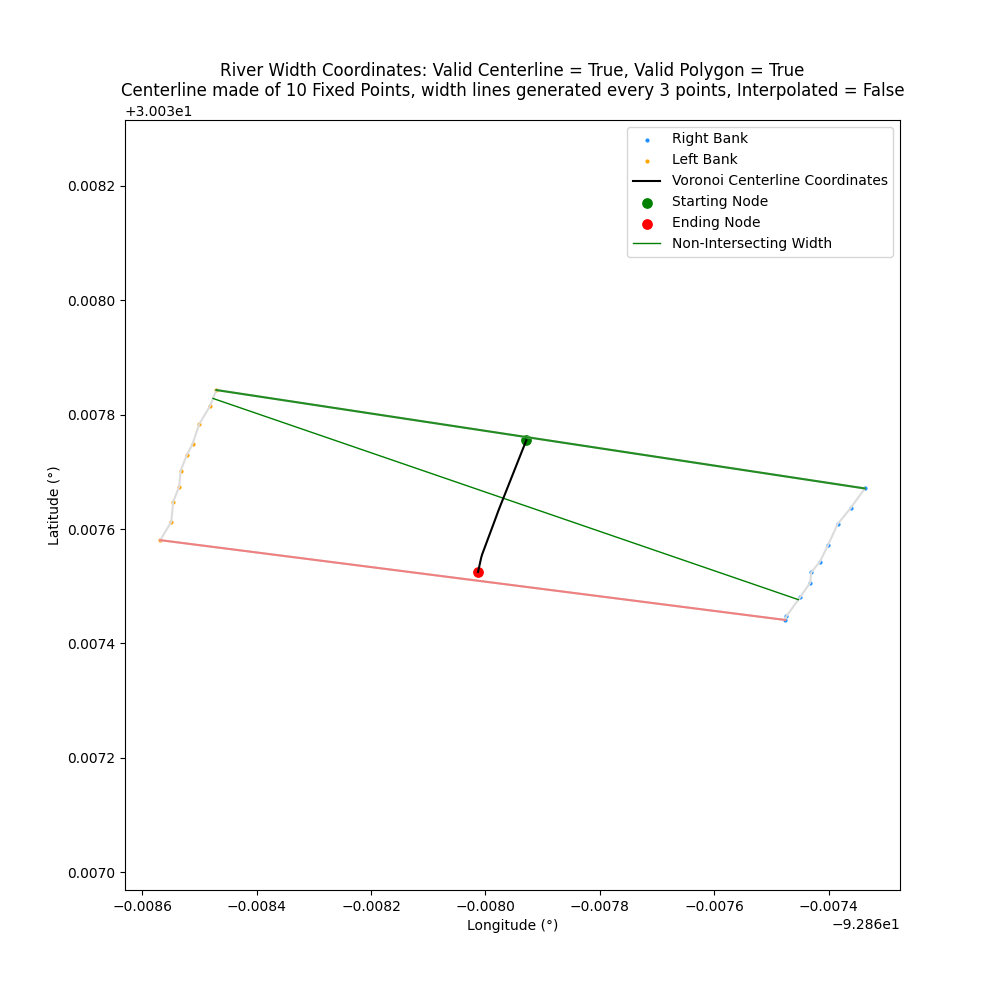 River Width Coordinates: Valid Centerline = True, Valid Polygon = True
Centerline made of 10 Fixed Points, width lines generated every 3 points, Interpolated = False
+3.003e1
Right Bank
Left Bank
Voronoi Centerline Coordinates
Starting Node
Ending Node
Non-Intersecting Width
0.0082
0.0080
0.0078
0.0076
0.0074
0.0072
0.0070
Latitude (°)
−0.0086
−0.0084
−0.0082
−0.0080
−0.0078
−0.0076
−0.0074
Longitude (°)
−9.286e1